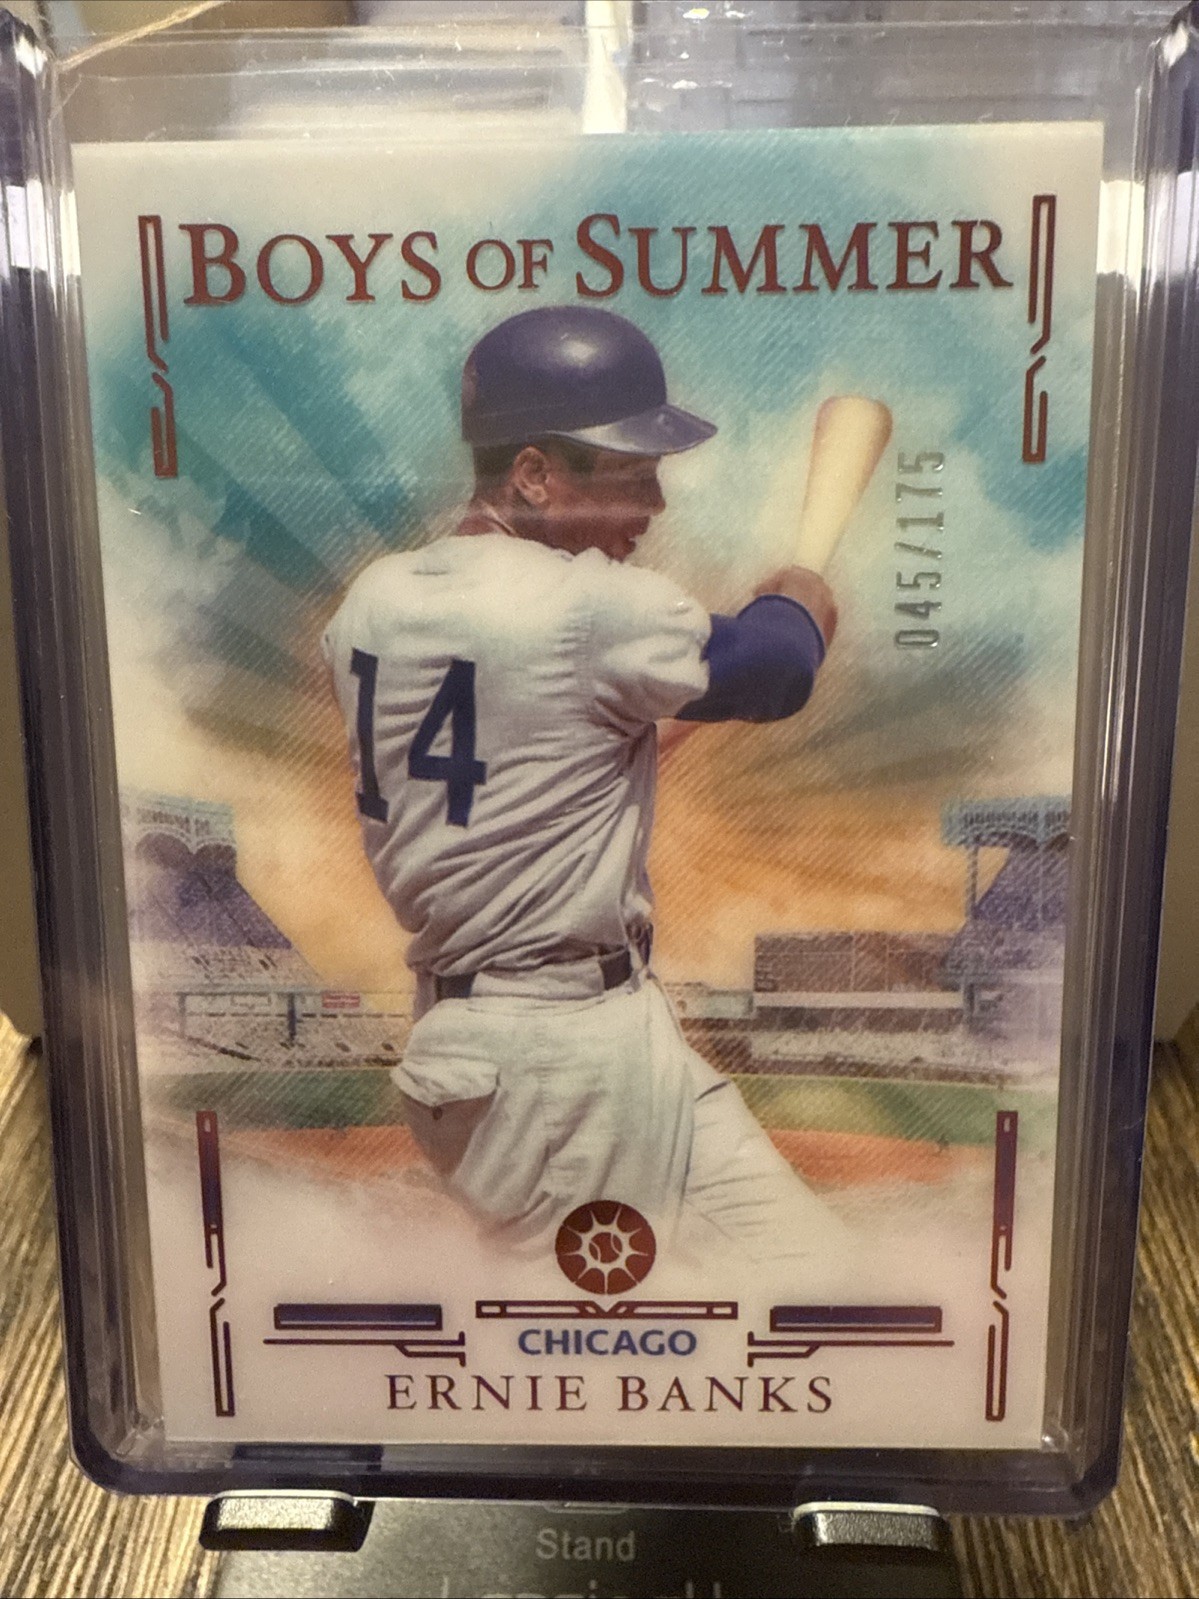 BOYS OF SUMMER
045/175
14
CHICAGO
ERNIE BANKS
Stand